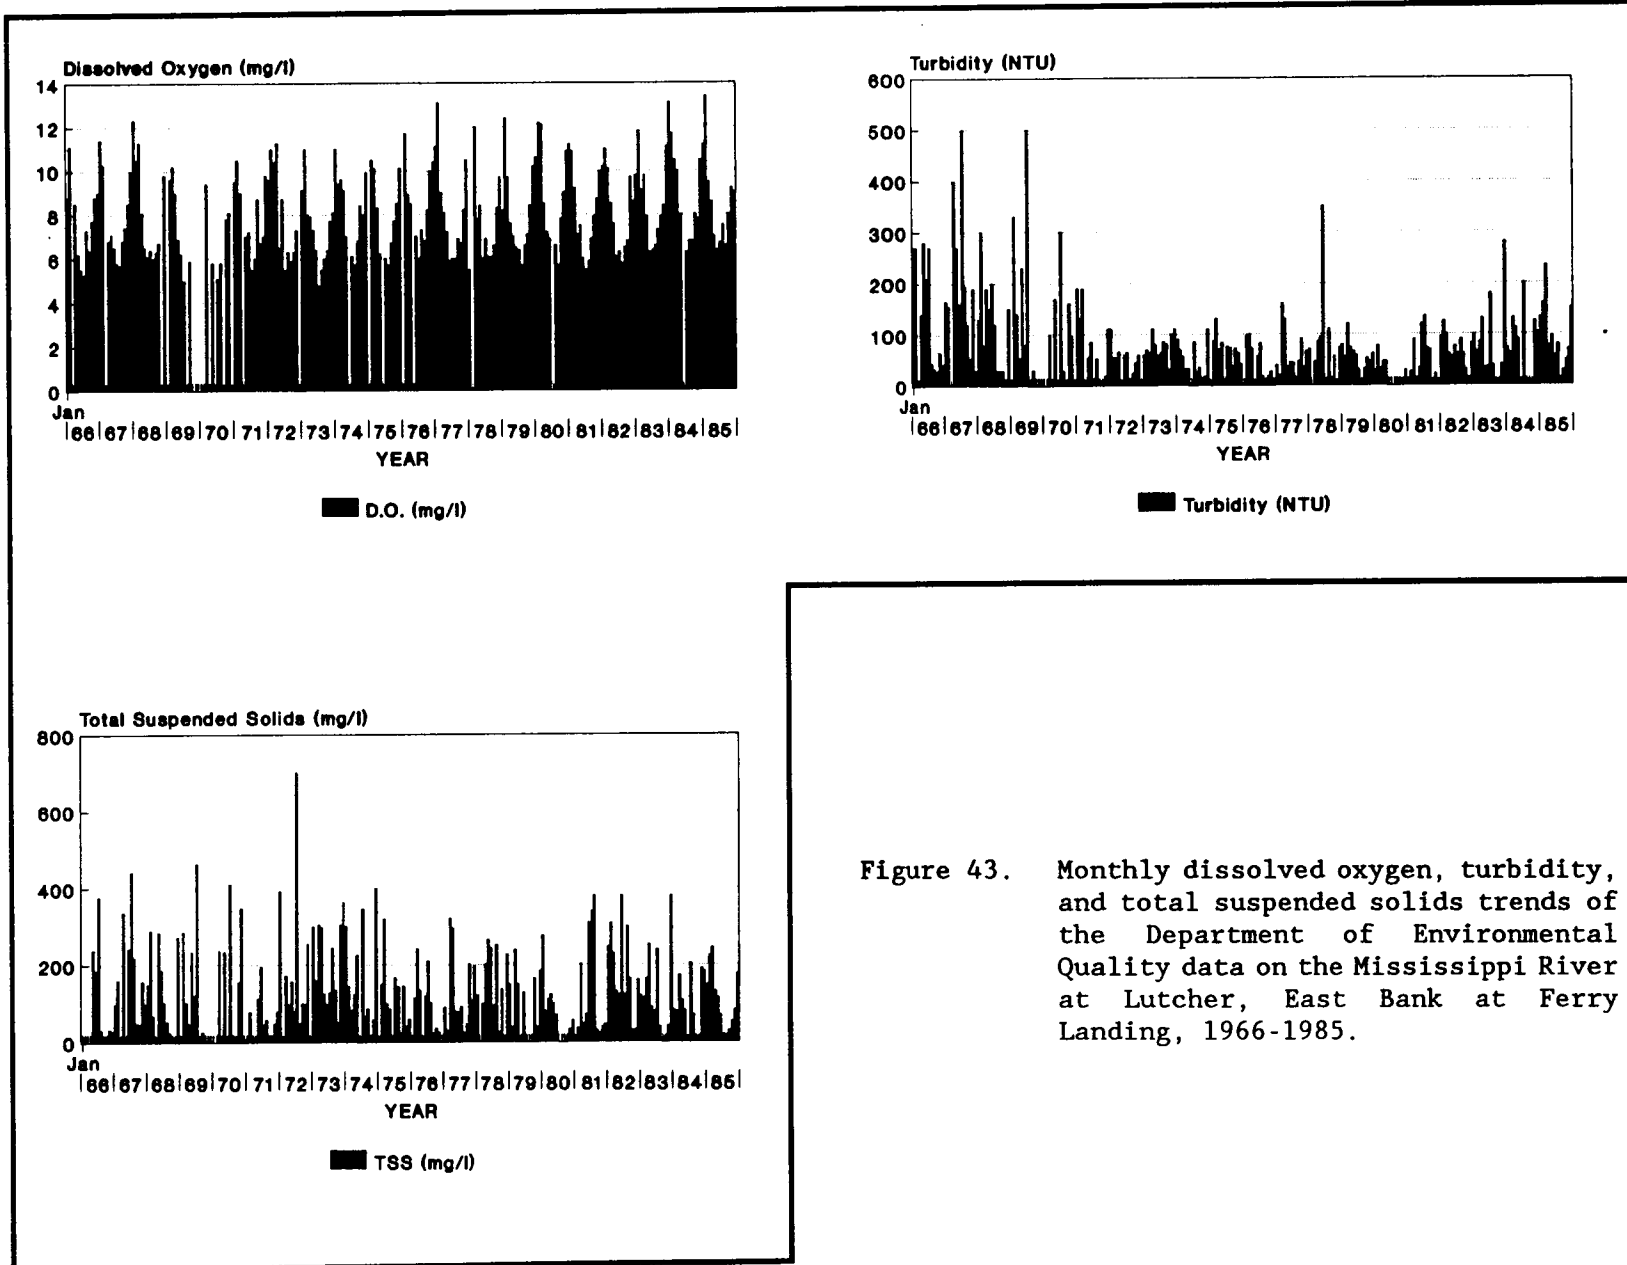 Dissolved Oxygen (mg/l)
14
12
10
8
6
4
2
0
Jan
|66|67|68|69|70|71|72|73|74|75|76|77|78|79|80|81|82|83|84|85|
YEAR
D.O. (mg/l)
Turbidity (NTU)
600
500
400
300
200
100
0
Jan
|66|67|68|69|70|71|72|73|74|75|76|77|78|79|80|81|82|83|84|85|
YEAR
Turbidity (NTU)
Total Suspended Solids (mg/l)
800
600
400
200
0
Jan
|66|67|68|69|70|71|72|73|74|75|76|77|78|79|80|81|82|83|84|85|
YEAR
TSS (mg/l)
Figure 43. Monthly dissolved oxygen, turbidity,
and total suspended solids trends of
the Department of Environmental
Quality data on the Mississippi River
at Lutcher, East Bank at Ferry
Landing, 1966-1985.